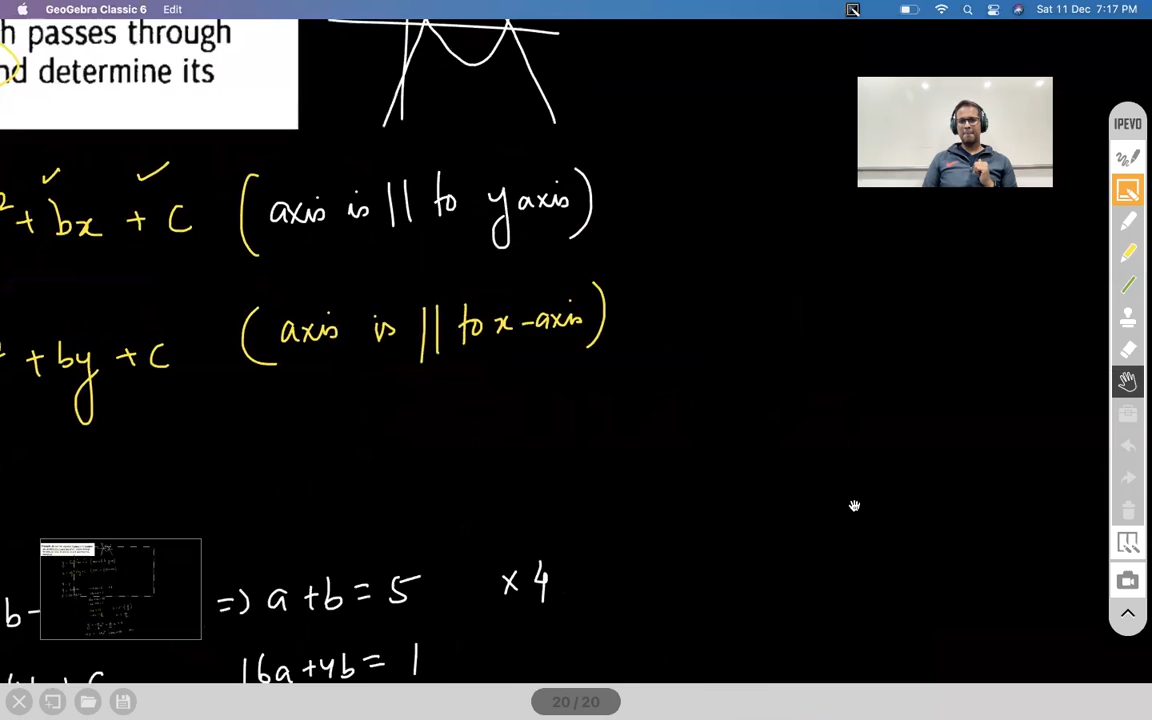 GeoGebra Classic 6 Edit Sat 11 Dec 7:17 PM
h passes through
nd determine its
IPEVO
2 + bx + c (axis is || to y axis)
(axis is || to x-axis)
+ by + c
b- => a + b = 5 × 4
16a + 4b = 1
20 / 20